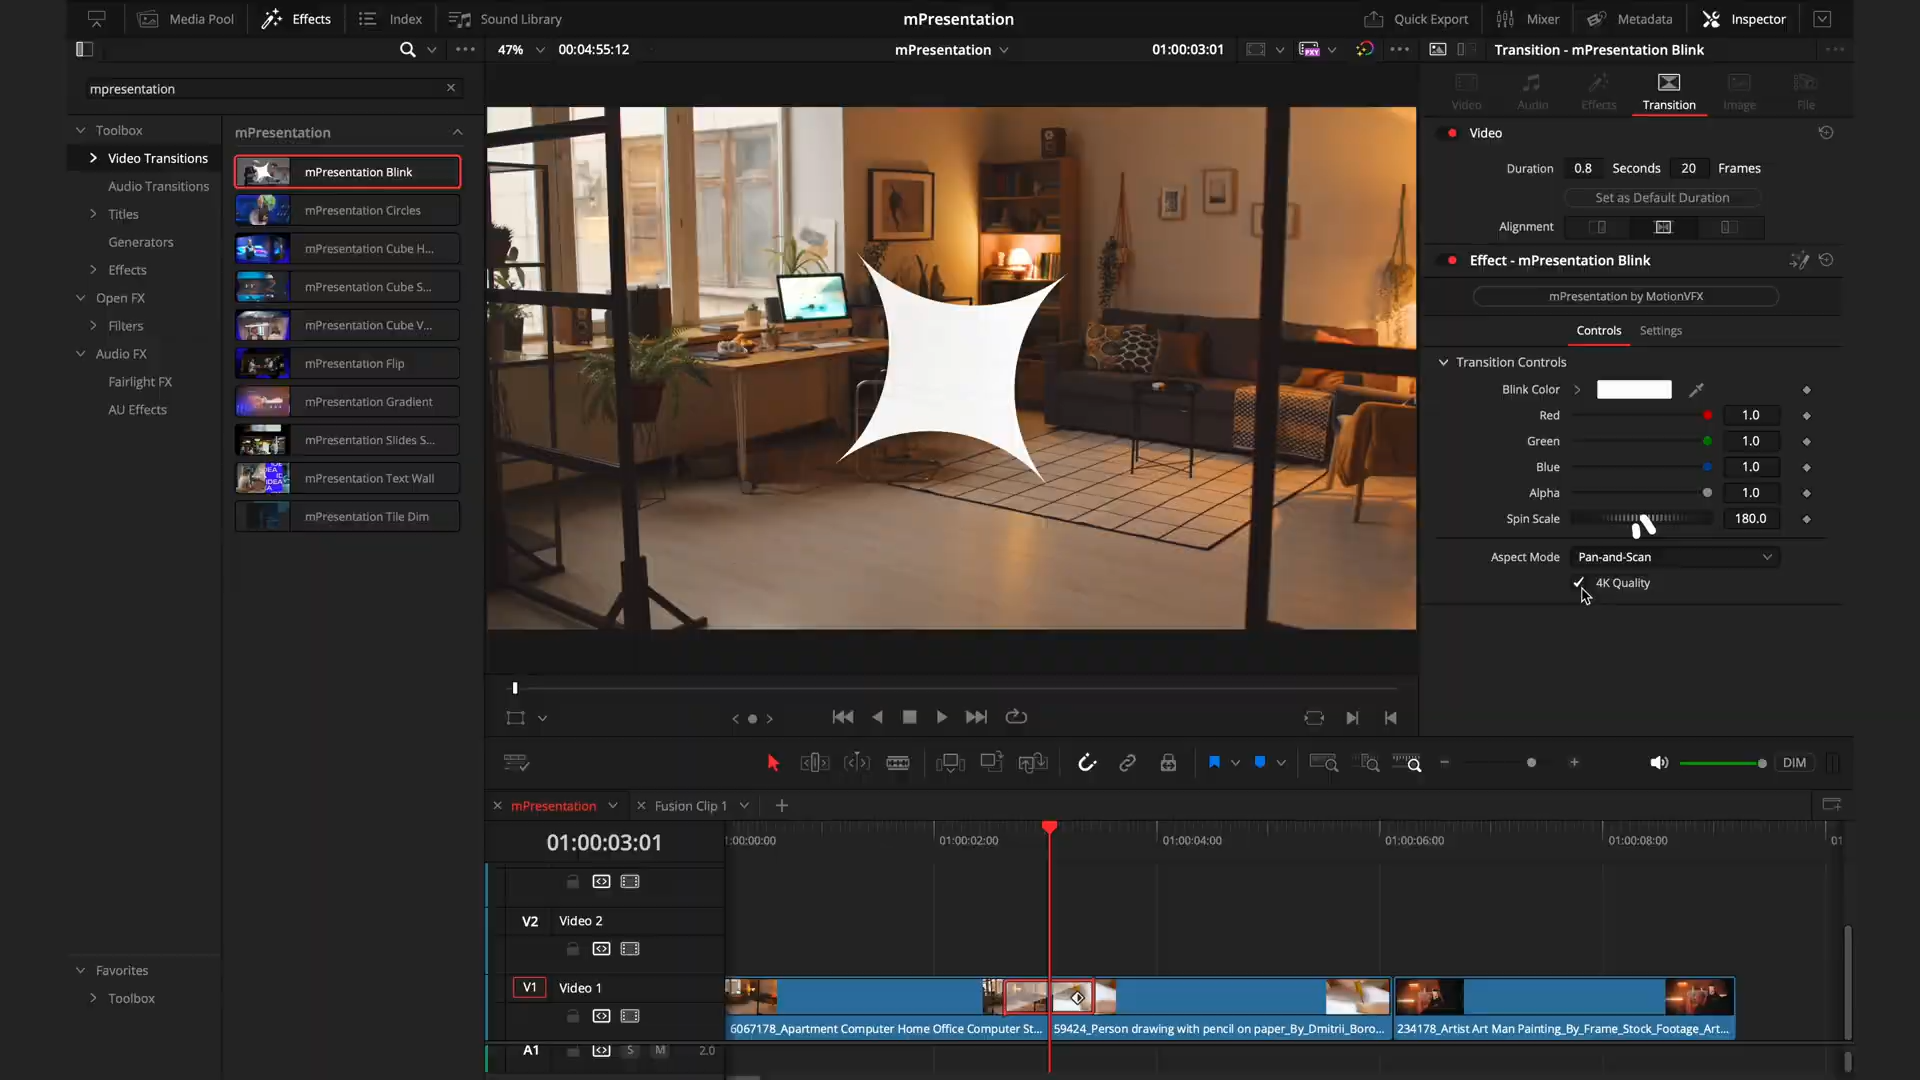 Media Pool
Effects
Index
Sound Library
mPresentation
Quick Export
Mixer
Metadata
Inspector
47%
00:04:55:12
mPresentation
01:00:03:01
PXY
Transition - mPresentation Blink
mpresentation
Video
Audio
Effects
Transition
Image
File
Toolbox
Video Transitions
Audio Transitions
Titles
Generators
Effects
Open FX
Filters
Audio FX
Fairlight FX
AU Effects
Favorites
Toolbox
mPresentation
mPresentation Blink
mPresentation Circles
mPresentation Cube H...
mPresentation Cube S...
mPresentation Cube V...
mPresentation Flip
mPresentation Gradient
mPresentation Slides S...
mPresentation Text Wall
mPresentation Tile Dim
Video
Duration 0.8 Seconds 20 Frames
Set as Default Duration
Alignment
Effect - mPresentation Blink
mPresentation by MotionVFX
Controls
Settings
Transition Controls
Blink Color
Red 1.0
Green 1.0
Blue 1.0
Alpha 1.0
Spin Scale 180.0
Aspect Mode Pan-and-Scan
4K Quality
DIM
mPresentation
Fusion Clip 1
01:00:03:01
1:00:00:00
01:00:02:00
01:00:04:00
01:00:06:00
01:00:08:00
01
V2 Video 2
V1 Video 1
6067178_Apartment Computer Home Office Computer St...
59424_Person drawing with pencil on paper_By_Dmitrii_Boro...
234178_Artist Art Man Painting_By_Frame_Stock_Footage_Art...
A1 S M 2.0